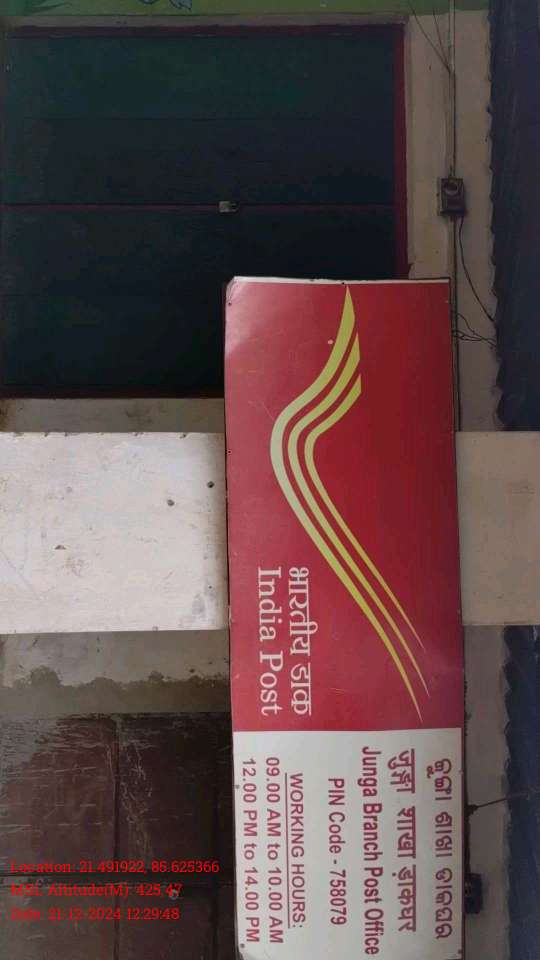 भारतीय डाक
India Post
ଜୁଙ୍ଗା ଶାଖା ଡାକଘର
जुङ्गा शाखा डाकघर
Junga Branch Post Office
PIN Code - 758079
WORKING HOURS:
09.00 AM to 10.00 AM
12.00 PM to 14.00 PM
Location: 21.491922, 85.625366
MSL Altitude(M): 425.47
Date: 21-12-2024 12:29:48